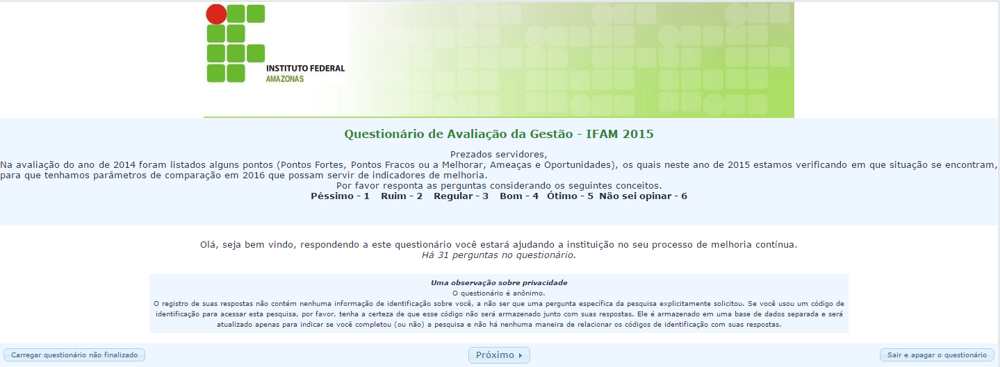 INSTITUTO FEDERAL
AMAZONAS
Questionário de Avaliação da Gestão - IFAM 2015
Prezados servidores,
Na avaliação do ano de 2014 foram listados alguns pontos (Pontos Fortes, Pontos Fracos ou a Melhorar, Ameaças e Oportunidades), os quais neste ano de 2015 estamos verificando em que situação se encontram,
para que tenhamos parâmetros de comparação em 2016 que possam servir de indicadores de melhoria.
Por favor responta as perguntas considerando os seguintes conceitos.
Péssimo - 1 Ruim - 2 Regular - 3 Bom - 4 Ótimo - 5 Não sei opinar - 6
Olá, seja bem vindo, respondendo a este questionário você estará ajudando a instituição no seu processo de melhoria contínua.
Há 31 perguntas no questionário.
Uma observação sobre privacidade
O questionário é anônimo.
O registro de suas respostas não contém nenhuma informação de identificação sobre você, a não ser que uma pergunta específica da pesquisa explicitamente solicitou. Se você usou um código de
identificação para acessar esta pesquisa, por favor, tenha a certeza de que esse código não será armazenado junto com suas respostas. Ele é armazenado em uma base de dados separada e será
atualizado apenas para indicar se você completou (ou não) a pesquisa e não há nenhuma maneira de relacionar os códigos de identificação com suas respostas.
Carregar questionário não finalizado
Próximo
Sair e apagar o questionário